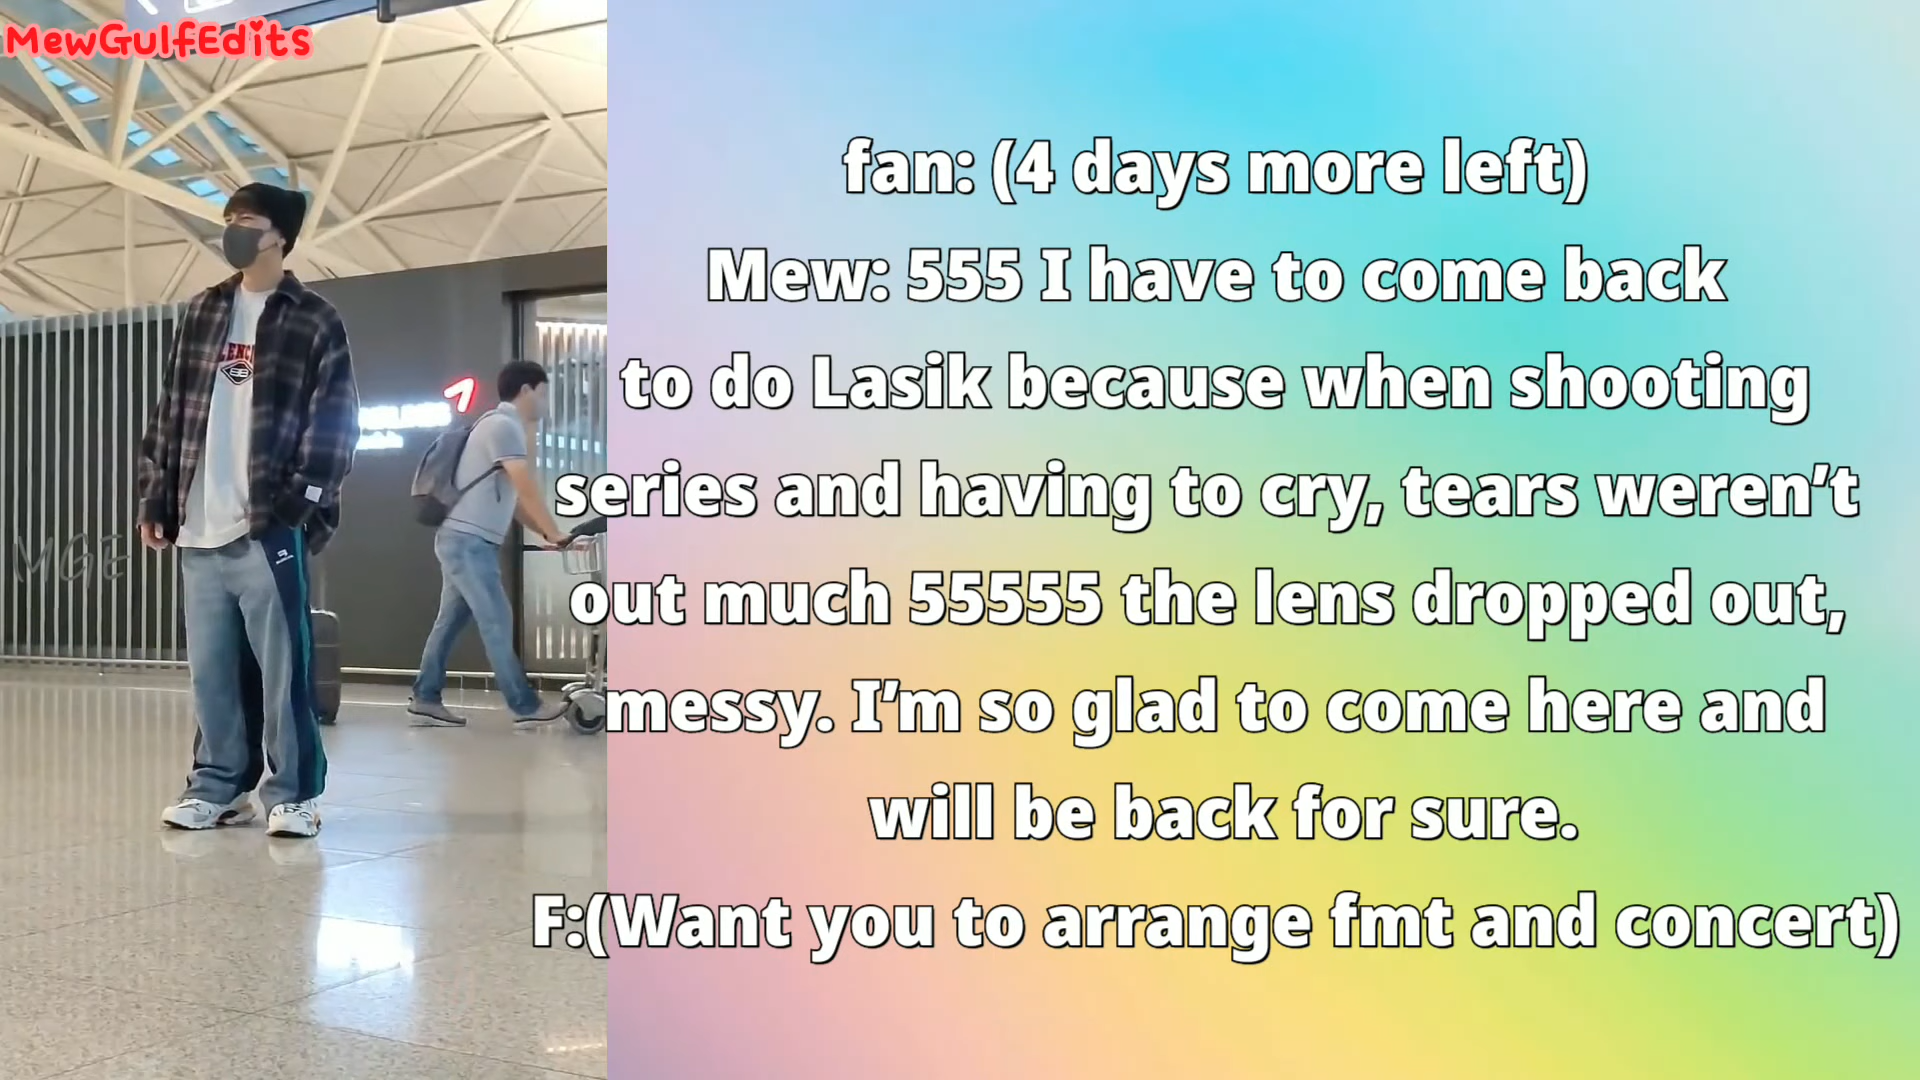 MewGulfEdits
fan: (4 days more left)
Mew: 555 I have to come back
to do Lasik because when shooting
series and having to cry, tears weren’t
out much 55555 the lens dropped out,
messy. I’m so glad to come here and
will be back for sure.
F:(Want you to arrange fmt and concert)
MGE